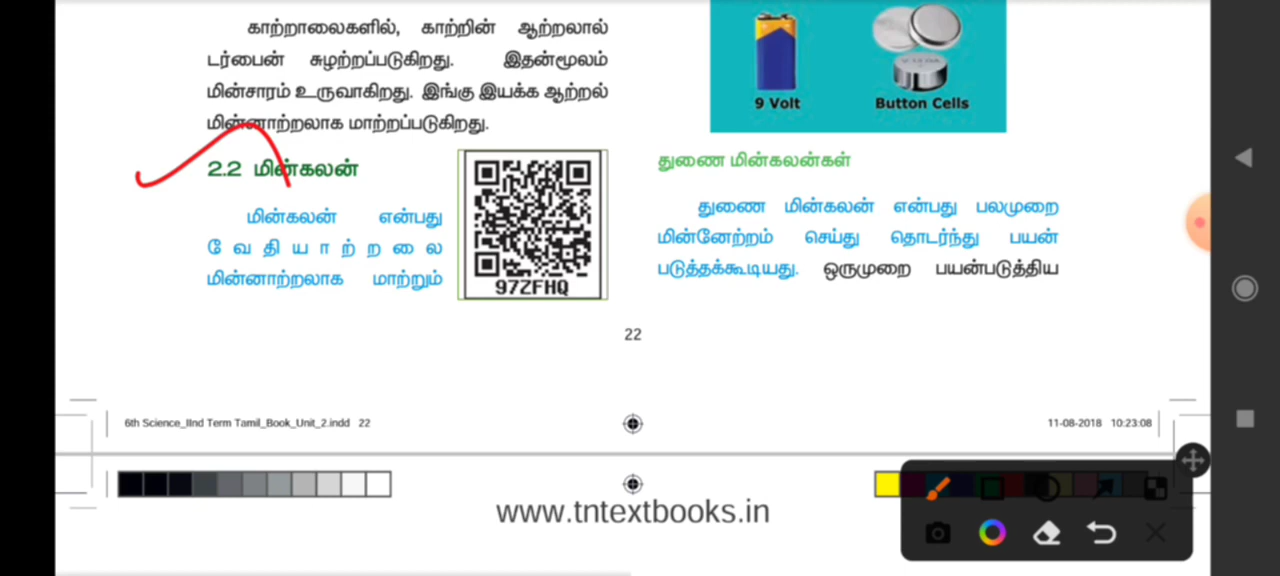 காற்றாலைகளில், காற்றின் ஆற்றலால்
டர்பைன் சுழற்றப்படுகிறது. இதன்மூலம்
மின்சாரம் உருவாகிறது. இங்கு இயக்க ஆற்றல்
மின்னாற்றலாக மாற்றப்படுகிறது.
2.2 மின்கலன்
மின்கலன் என்பது
வேதியாற்றலை
மின்னாற்றலாக மாற்றும்
97ZFHQ
9 Volt
Button Cells
துணை மின்கலன்கள்
துணை மின்கலன் என்பது பலமுறை
மின்னேற்றம் செய்து தொடர்ந்து பயன்
படுத்தக்கூடியது. ஒருமுறை பயன்படுத்திய
22
6th Science_IInd Term Tamil_Book_Unit_2.indd 22
11-08-2018 10:23:08
www.tntextbooks.in